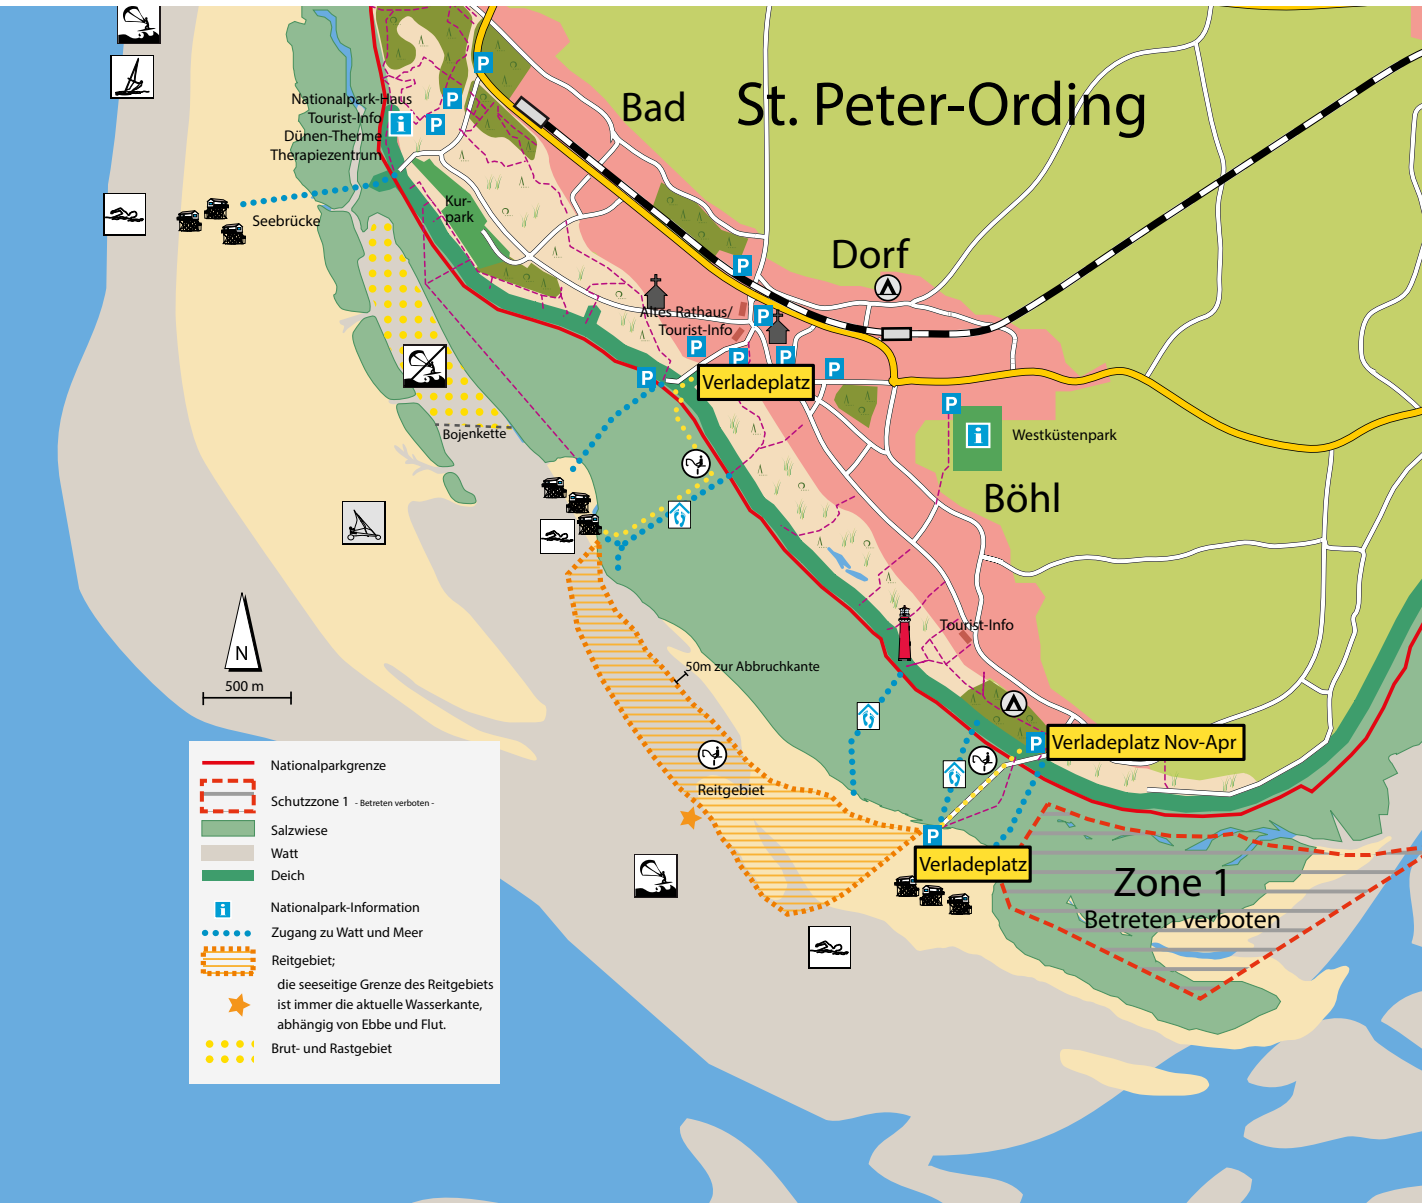 St. Peter-Ording
Bad
Nationalpark-Haus
Tourist-Info
Dünen-Therme
Therapiezentrum
P
P
P
Kur-
park
Seebrücke
Dorf
P
Altes Rathaus/
Tourist-Info
P
P
P
P
P
P
Verladeplatz
P
Westküstenpark
Bojenkette
Böhl
Tourist-Info
N
500 m
50m zur Abbruchkante
P
Verladeplatz Nov-Apr
Reitgebiet
P
Verladeplatz
Zone 1
Betreten verboten
Nationalparkgrenze
Schutzzone 1 - Betreten verboten -
Salzwiese
Watt
Deich
Nationalpark-Information
Zugang zu Watt und Meer
Reitgebiet;
die seeseitige Grenze des Reitgebiets
ist immer die aktuelle Wasserkante,
abhängig von Ebbe und Flut.
Brut- und Rastgebiet